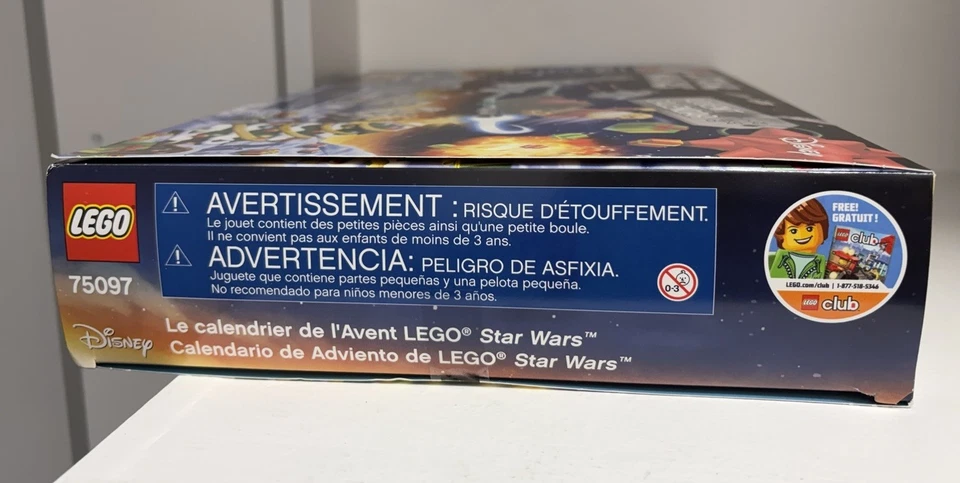 LEGO
75097
Disney
AVERTISSEMENT : RISQUE D'ÉTOUFFEMENT.
Le jouet contient des petites pièces ainsi qu'une petite boule.
Il ne convient pas aux enfants de moins de 3 ans.
ADVERTENCIA: PELIGRO DE ASFIXIA.
Juguete que contiene partes pequeñas y una pelota pequeña.
No recomendado para niños menores de 3 años.
0-3
Le calendrier de l'Avent LEGO® Star Wars™
Calendario de Adviento de LEGO® Star Wars™
FREE!
GRATUIT!
LEGO club
LEGO.com/club | 1-877-518-5346
LEGO club